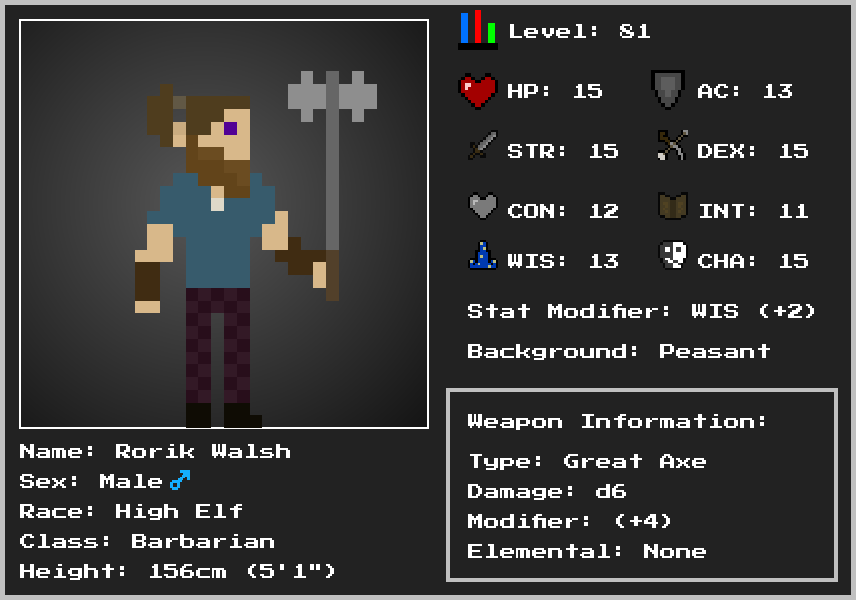 Level: 81
HP: 15
AC: 13
STR: 15
DEX: 15
CON: 12
INT: 11
WIS: 13
CHA: 15
Stat Modifier: WIS (+2)
Background: Peasant
Name: Rorik Walsh
Sex: Male♂
Race: High Elf
Class: Barbarian
Height: 156cm (5'1")
Weapon Information:
Type: Great Axe
Damage: d6
Modifier: (+4)
Elemental: None